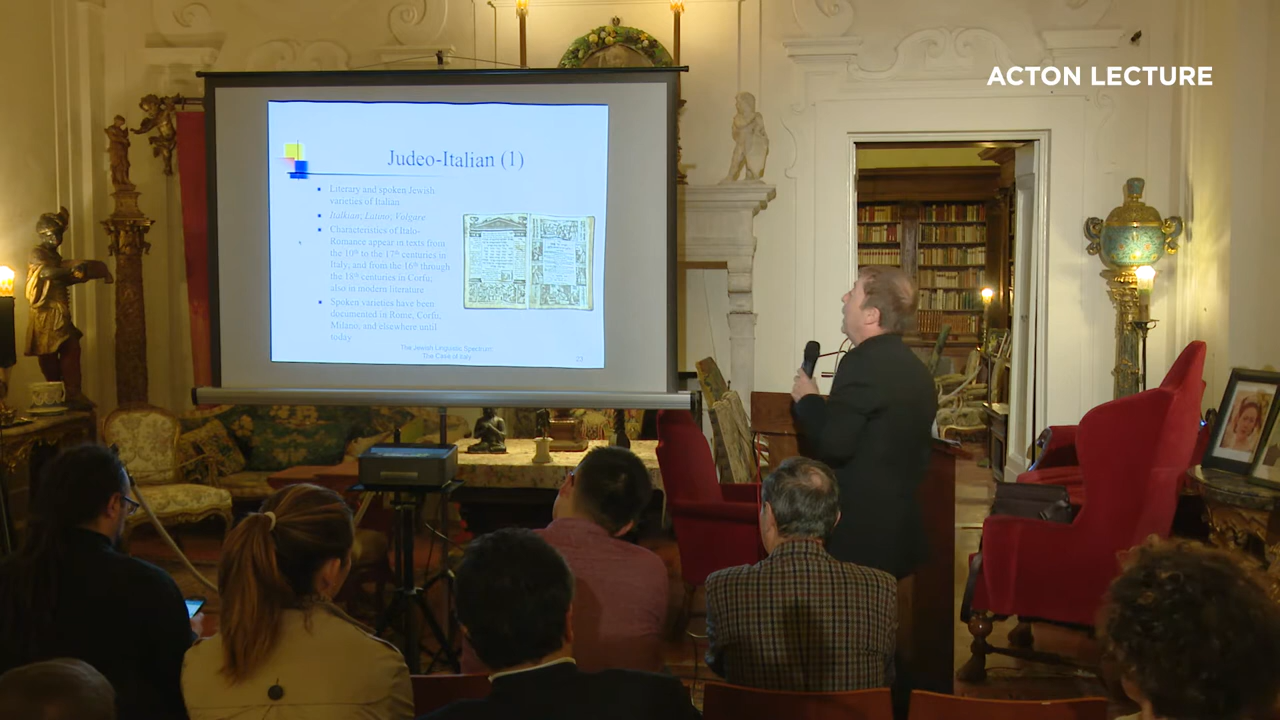 ACTON LECTURE
Judeo-Italian (1)
Literary and spoken Jewish
varieties of Italian
Italkian; Latino; Volgare
Characteristics of Italo-
Romance appear in texts from
the 10th to the 17th centuries in
Italy; and from the 16th through
the 18th centuries in Corfu;
also in modern literature
Spoken varieties have been
documented in Rome, Corfu,
Milano, and elsewhere until
today
The Jewish Linguistic Spectrum:
The Case of Italy
23